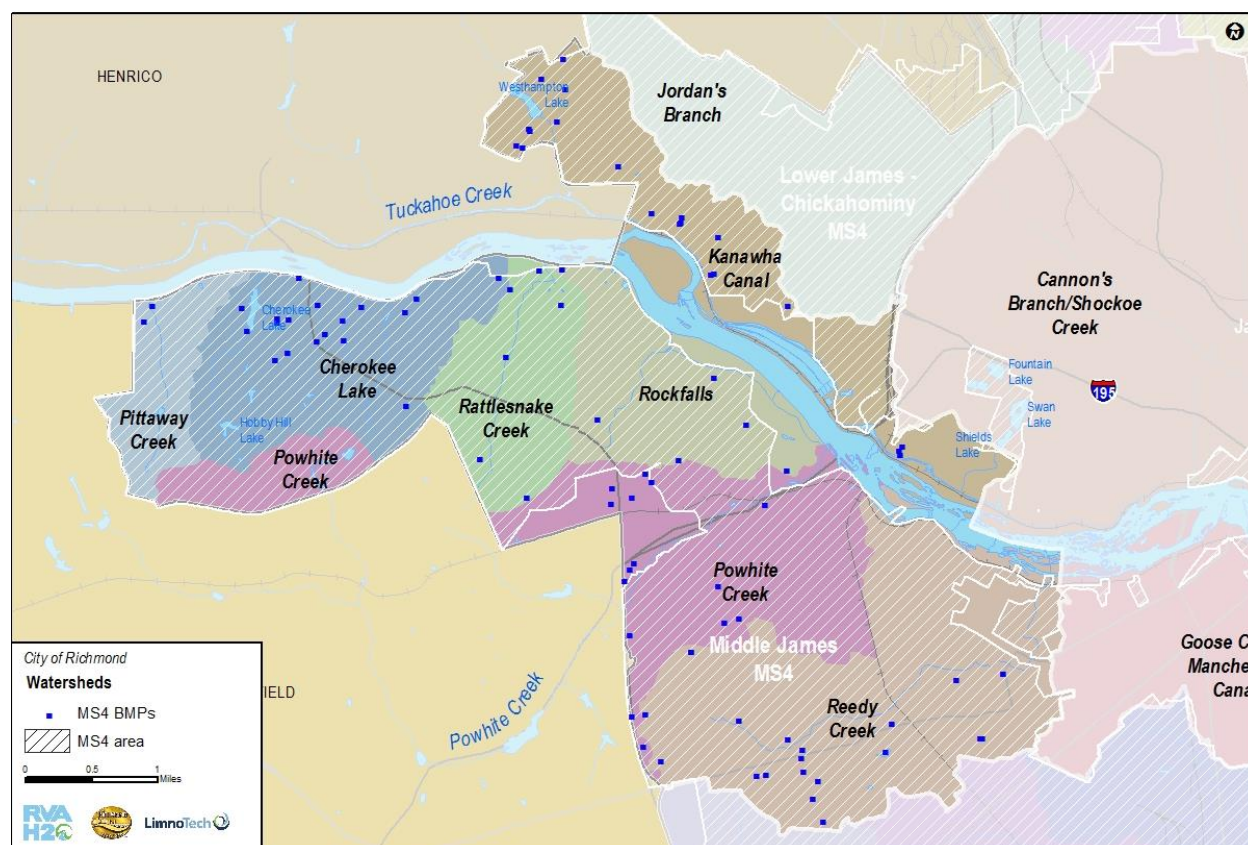 N
HENRICO
Westhampton
Lake
Jordan's
Branch
Tuckahoe Creek
Lower James -
Chickahominy
MS4
Kanawha
Canal
Cannon's
Branch/Shockoe
Creek
Ja
Cherokee
Lake
Fountain
Lake
195
Cherokee
Lake
Rockfalls
Swan
Lake
Pittaway
Creek
Rattlesnake
Creek
Hobby Hill
Lake
Shields
Lake
Powhite
Creek
Powhite
Creek
Middle James
MS4
Goose C
Manche
Cana
City of Richmond
Watersheds
IELD
MS4 BMPs
MS4 area
0 0.5 1
Miles
Powhite Creek
Reedy
Creek
RVA
H2O
LimnoTech